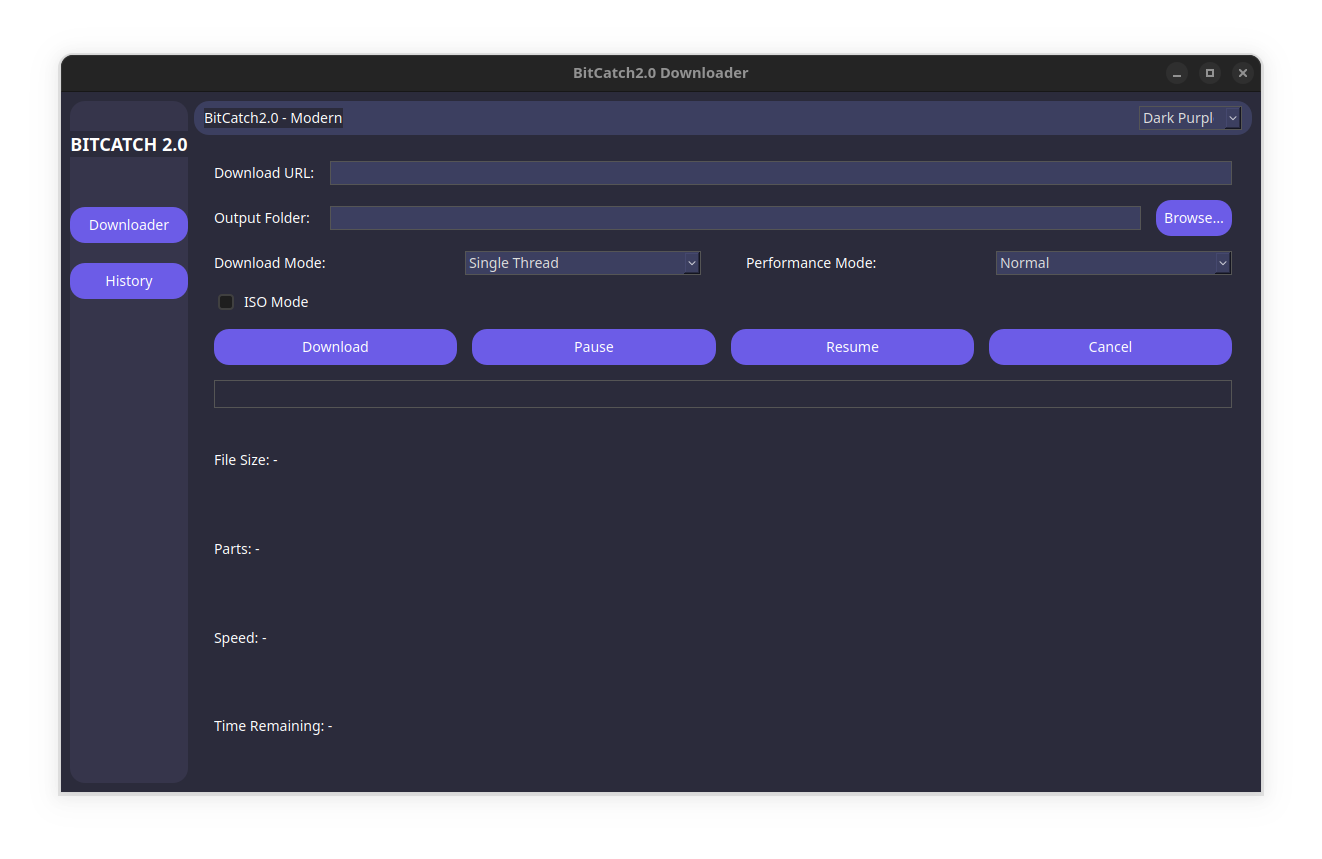 BitCatch2.0 Downloader
BITCATCH 2.0
Downloader
History
BitCatch2.0 - Modern
Dark Purpl
Download URL:
Output Folder:
Browse...
Download Mode:
Single Thread
Performance Mode:
Normal
ISO Mode
Download
Pause
Resume
Cancel
File Size: -
Parts: -
Speed: -
Time Remaining: -